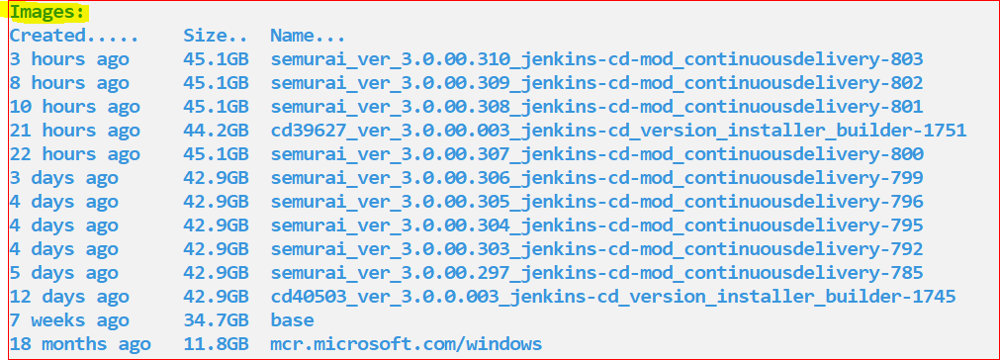 Images:
Created..... Size.. Name...
3 hours ago 45.1GB semurai_ver_3.0.00.310_jenkins-cd-mod_continuousdelivery-803
8 hours ago 45.1GB semurai_ver_3.0.00.309_jenkins-cd-mod_continuousdelivery-802
10 hours ago 45.1GB semurai_ver_3.0.00.308_jenkins-cd-mod_continuousdelivery-801
21 hours ago 44.2GB cd39627_ver_3.0.00.003_jenkins-cd_version_installer_builder-1751
22 hours ago 45.1GB semurai_ver_3.0.00.307_jenkins-cd-mod_continuousdelivery-800
3 days ago 42.9GB semurai_ver_3.0.00.306_jenkins-cd-mod_continuousdelivery-799
4 days ago 42.9GB semurai_ver_3.0.00.305_jenkins-cd-mod_continuousdelivery-796
4 days ago 42.9GB semurai_ver_3.0.00.304_jenkins-cd-mod_continuousdelivery-795
4 days ago 42.9GB semurai_ver_3.0.00.303_jenkins-cd-mod_continuousdelivery-792
5 days ago 42.9GB semurai_ver_3.0.00.297_jenkins-cd-mod_continuousdelivery-785
12 days ago 42.9GB cd40503_ver_3.0.0.003_jenkins-cd_version_installer_builder-1745
7 weeks ago 34.7GB base
18 months ago 11.8GB mcr.microsoft.com/windows